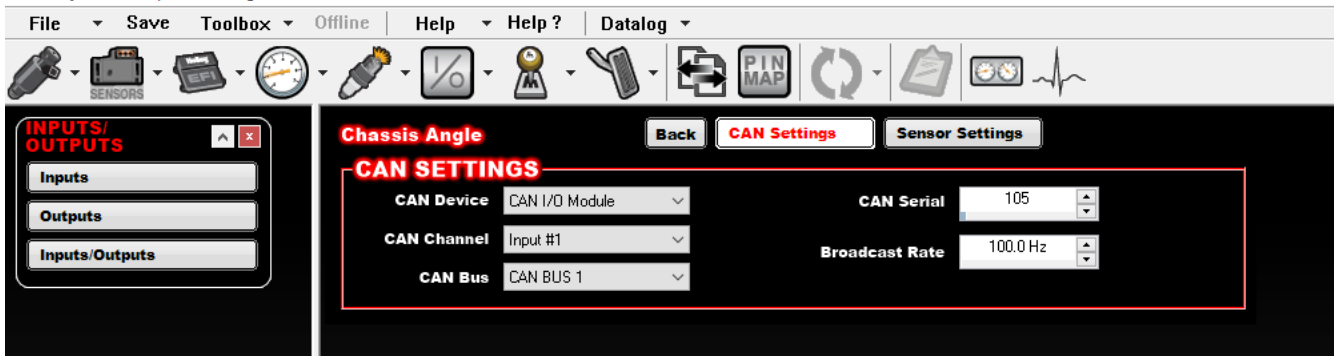 File Save Toolbox Offline Help Help ? Datalog
SENSORS Holley EFI I/O PIN MAP
INPUTS/
OUTPUTS
Inputs
Outputs
Inputs/Outputs
Chassis Angle Back CAN Settings Sensor Settings
CAN SETTINGS
CAN Device CAN I/O Module CAN Serial 105
CAN Channel Input #1 Broadcast Rate 100.0 Hz
CAN Bus CAN BUS 1